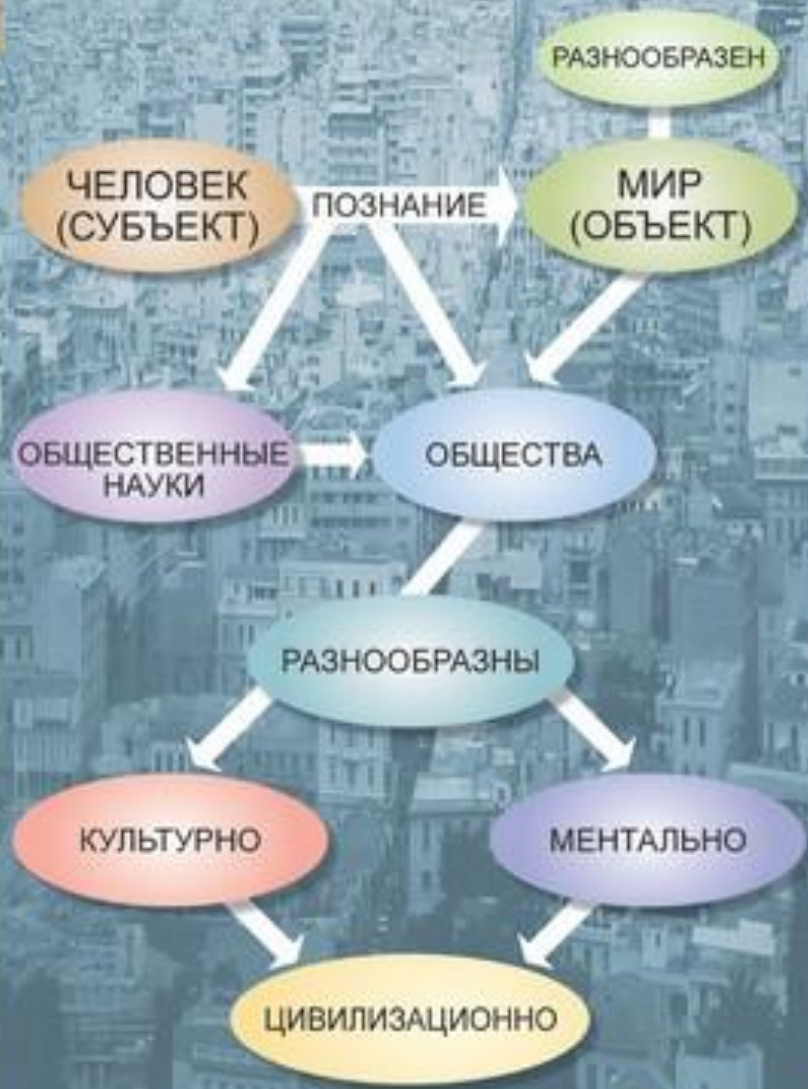 РАЗНООБРАЗЕН
ЧЕЛОВЕК
(СУБЪЕКТ)
ПОЗНАНИЕ
МИР
(ОБЪЕКТ)
ОБЩЕСТВЕННЫЕ
НАУКИ
ОБЩЕСТВА
РАЗНООБРАЗНЫ
КУЛЬТУРНО
МЕНТАЛЬНО
ЦИВИЛИЗАЦИОННО